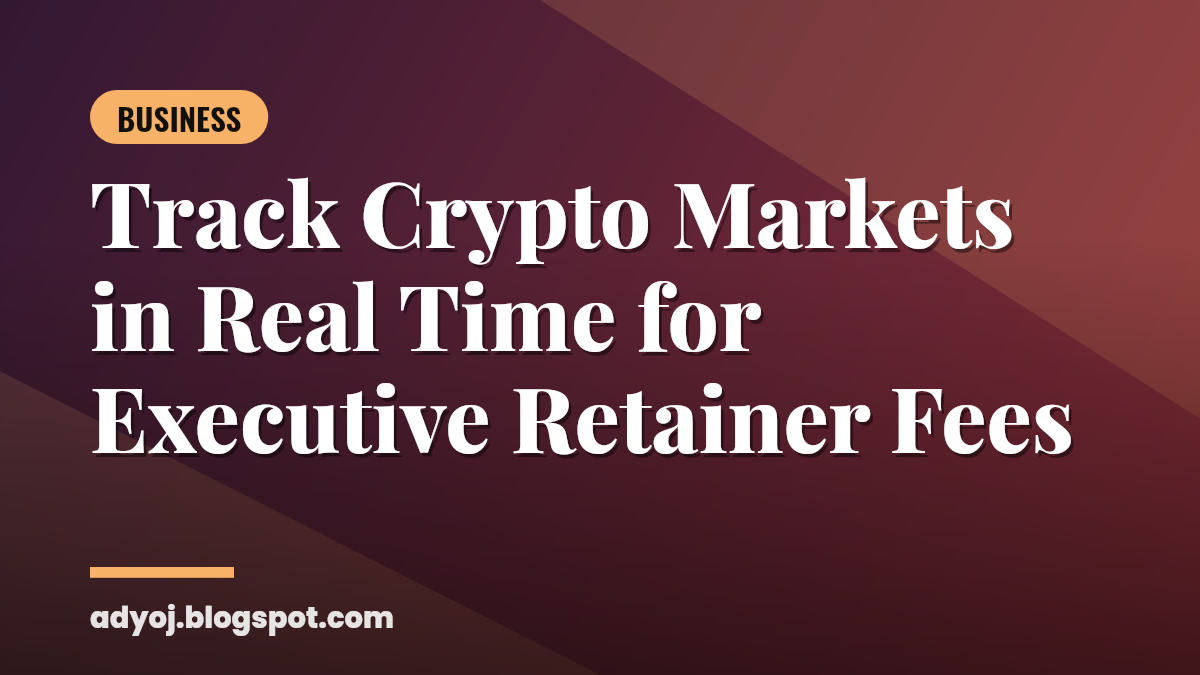 BUSINESS
Track Crypto Markets
in Real Time for
Executive Retainer Fees
adyoj.blogspot.com